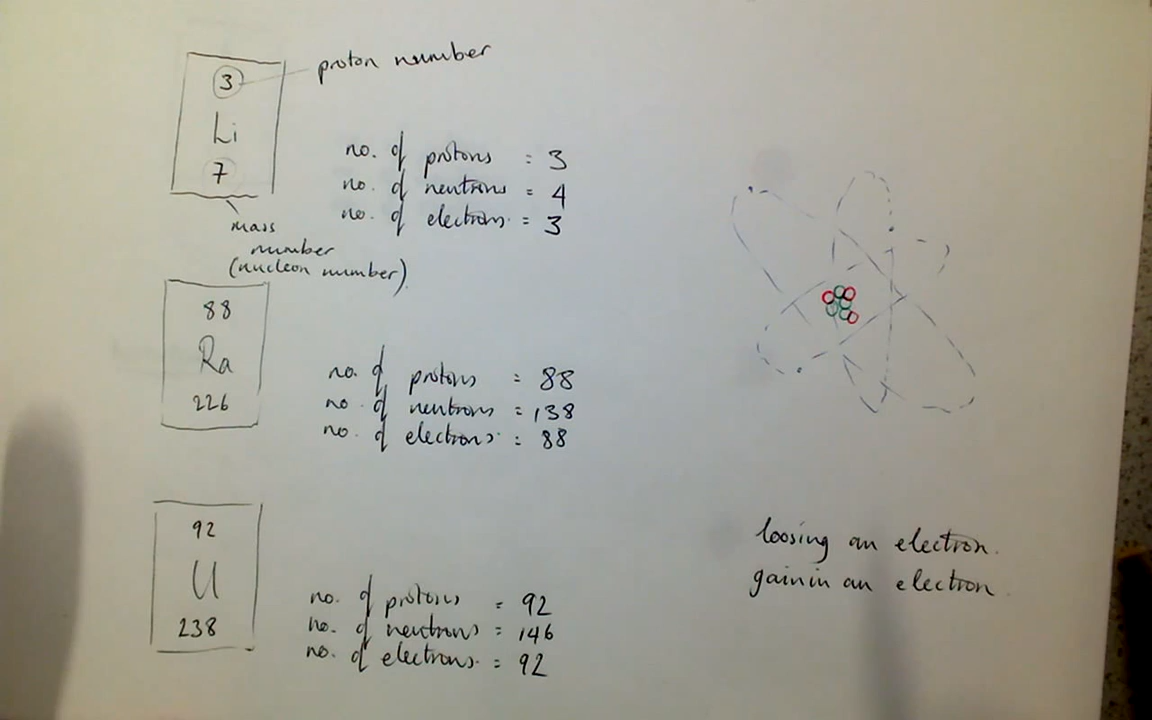 3
proton number
Li
7
no. of protons = 3
no. of neutrons = 4
no. of electrons = 3
mass
number
(nucleon number).
88
Ra
226
no. of protons = 88
no. of neutrons = 138
no. of electrons = 88
92
U
238
no. of protons = 92
no. of neutrons = 146
no. of electrons = 92
loosing an electron.
gainin an electron